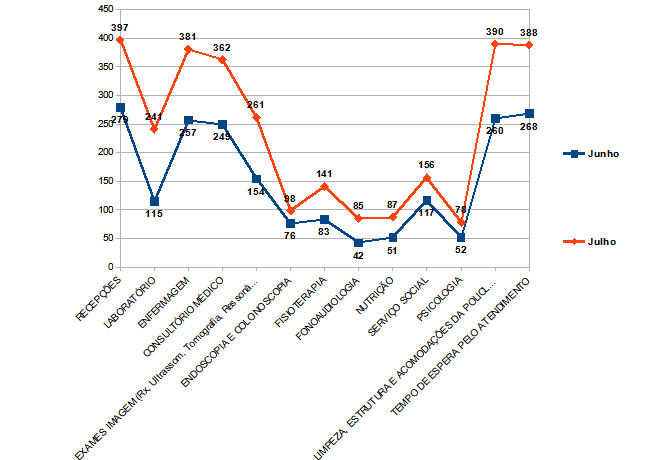 450
400
350
300
250
200
150
100
50
0
397
241
381
362
261
98
141
85
87
156
78
390
388
279
115
257
249
154
76
83
42
51
117
52
260
268
Junho
Julho
RECEPÇÕES
LABORATÓRIO
ENFERMAGEM
CONSULTÓRIO MÉDICO
EXAMES IMAGEM (Rx, Ultrassom, Tomografia, Ressonâ...
ENDOSCOPIA E COLONOSCOPIA
FISIOTERAPIA
FONOAUDIOLOGIA
NUTRIÇÃO
SERVIÇO SOCIAL
PSICOLOGIA
LIMPEZA, ESTRUTURA E ACOMODAÇÕES DA POLICL...
TEMPO DE ESPERA PELO ATENDIMENTO